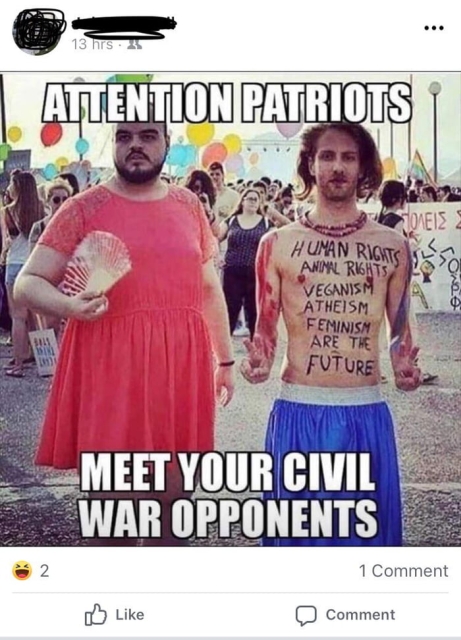 13 hrs ·
ATTENTION PATRIOTS
ΠΟΛΕΙΣ
HUMAN RIGHTS
ANIMAL RIGHTS
VEGANISM
ATHEISM
FEMINISM
ARE THE
FUTURE
MEET YOUR CIVIL
WAR OPPONENTS
2
1 Comment
Like
Comment